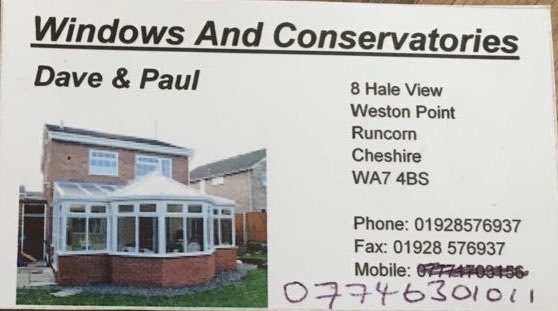 Windows And Conservatories
Dave & Paul
8 Hale View
Weston Point
Runcorn
Cheshire
WA7 4BS
Phone: 01928576937
Fax: 01928 576937
Mobile:
07746301011